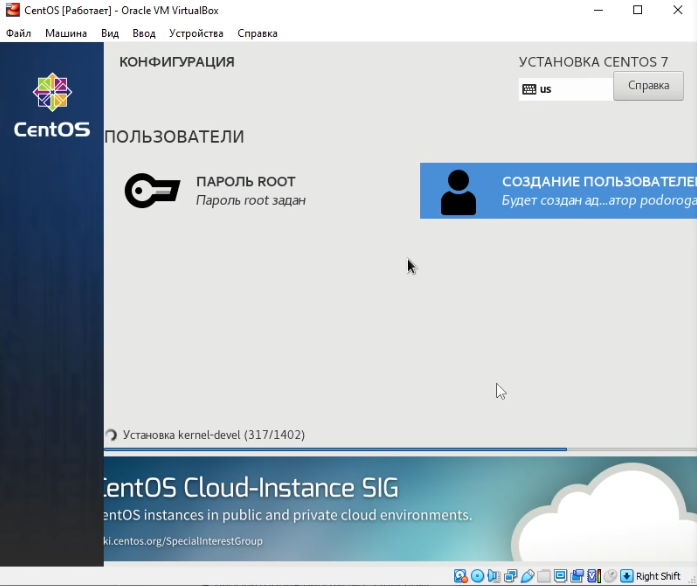 CentOS [Работает] - Oracle VM VirtualBox
Файл Машина Вид Ввод Устройства Справка
КОНФИГУРАЦИЯ
УСТАНОВКА CENTOS 7
us
Справка
CentOS
ПОЛЬЗОВАТЕЛИ
ПАРОЛЬ ROOT
Пароль root задан
СОЗДАНИЕ ПОЛЬЗОВАТЕЛЕ
Будет создан ад...атор podoroga
Установка kernel-devel (317/1402)
CentOS Cloud-Instance SIG
entOS instances in public and private cloud environments.
ki.centos.org/SpecialInterestGroup
Right Shift